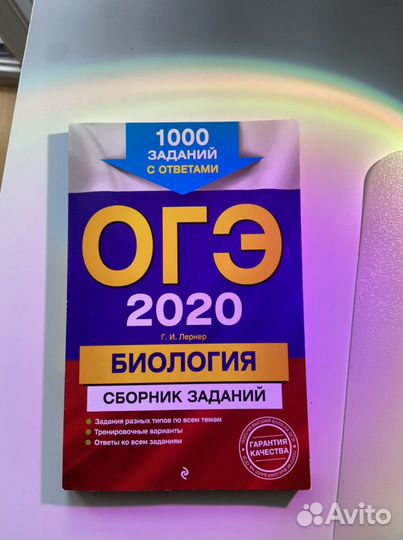 1000
ЗАДАНИЙ
С ОТВЕТАМИ
ОГЭ
2020
Г. И. Лернер
БИОЛОГИЯ
СБОРНИК ЗАДАНИЙ
Задания разных типов по всем темам
Тренировочные варианты
Ответы ко всем заданиям
ГАРАНТИЯ
КАЧЕСТВА
Avito